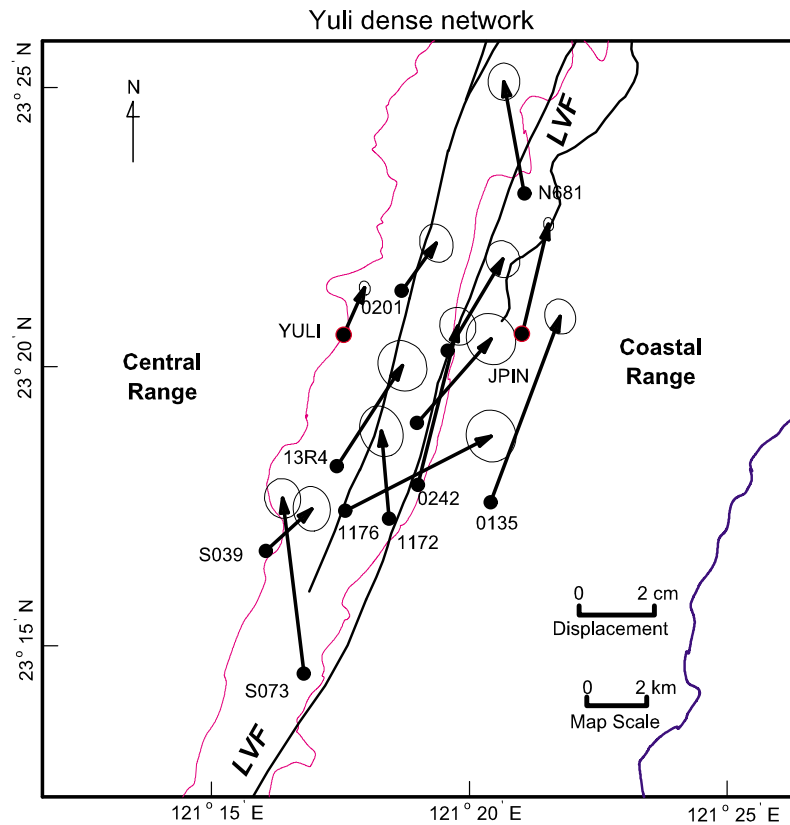 Yuli dense network
23° 25' N
N
LVF
N681
0201
YULI
23° 20' N
Central
Range
JPIN
Coastal
Range
13R4
0242
1176
1172
0135
S039
0 2 cm
Displacement
23° 15' N
S073
0 2 km
Map Scale
LVF
121° 15' E
121° 20' E
121° 25' E